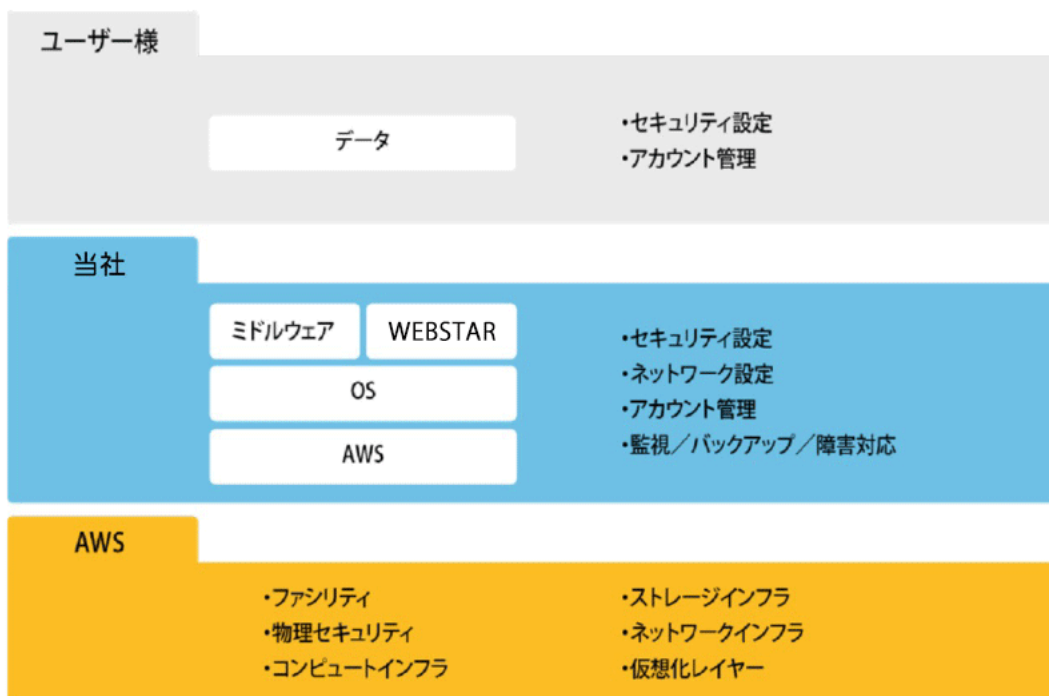 ユーザー様
データ
・セキュリティ設定
・アカウント管理
当社
ミドルウェア
WEBSTAR
OS
AWS
・セキュリティ設定
・ネットワーク設定
・アカウント管理
・監視／バックアップ／障害対応
AWS
・ファシリティ
・物理セキュリティ
・コンピュートインフラ
・ストレージインフラ
・ネットワークインフラ
・仮想化レイヤー